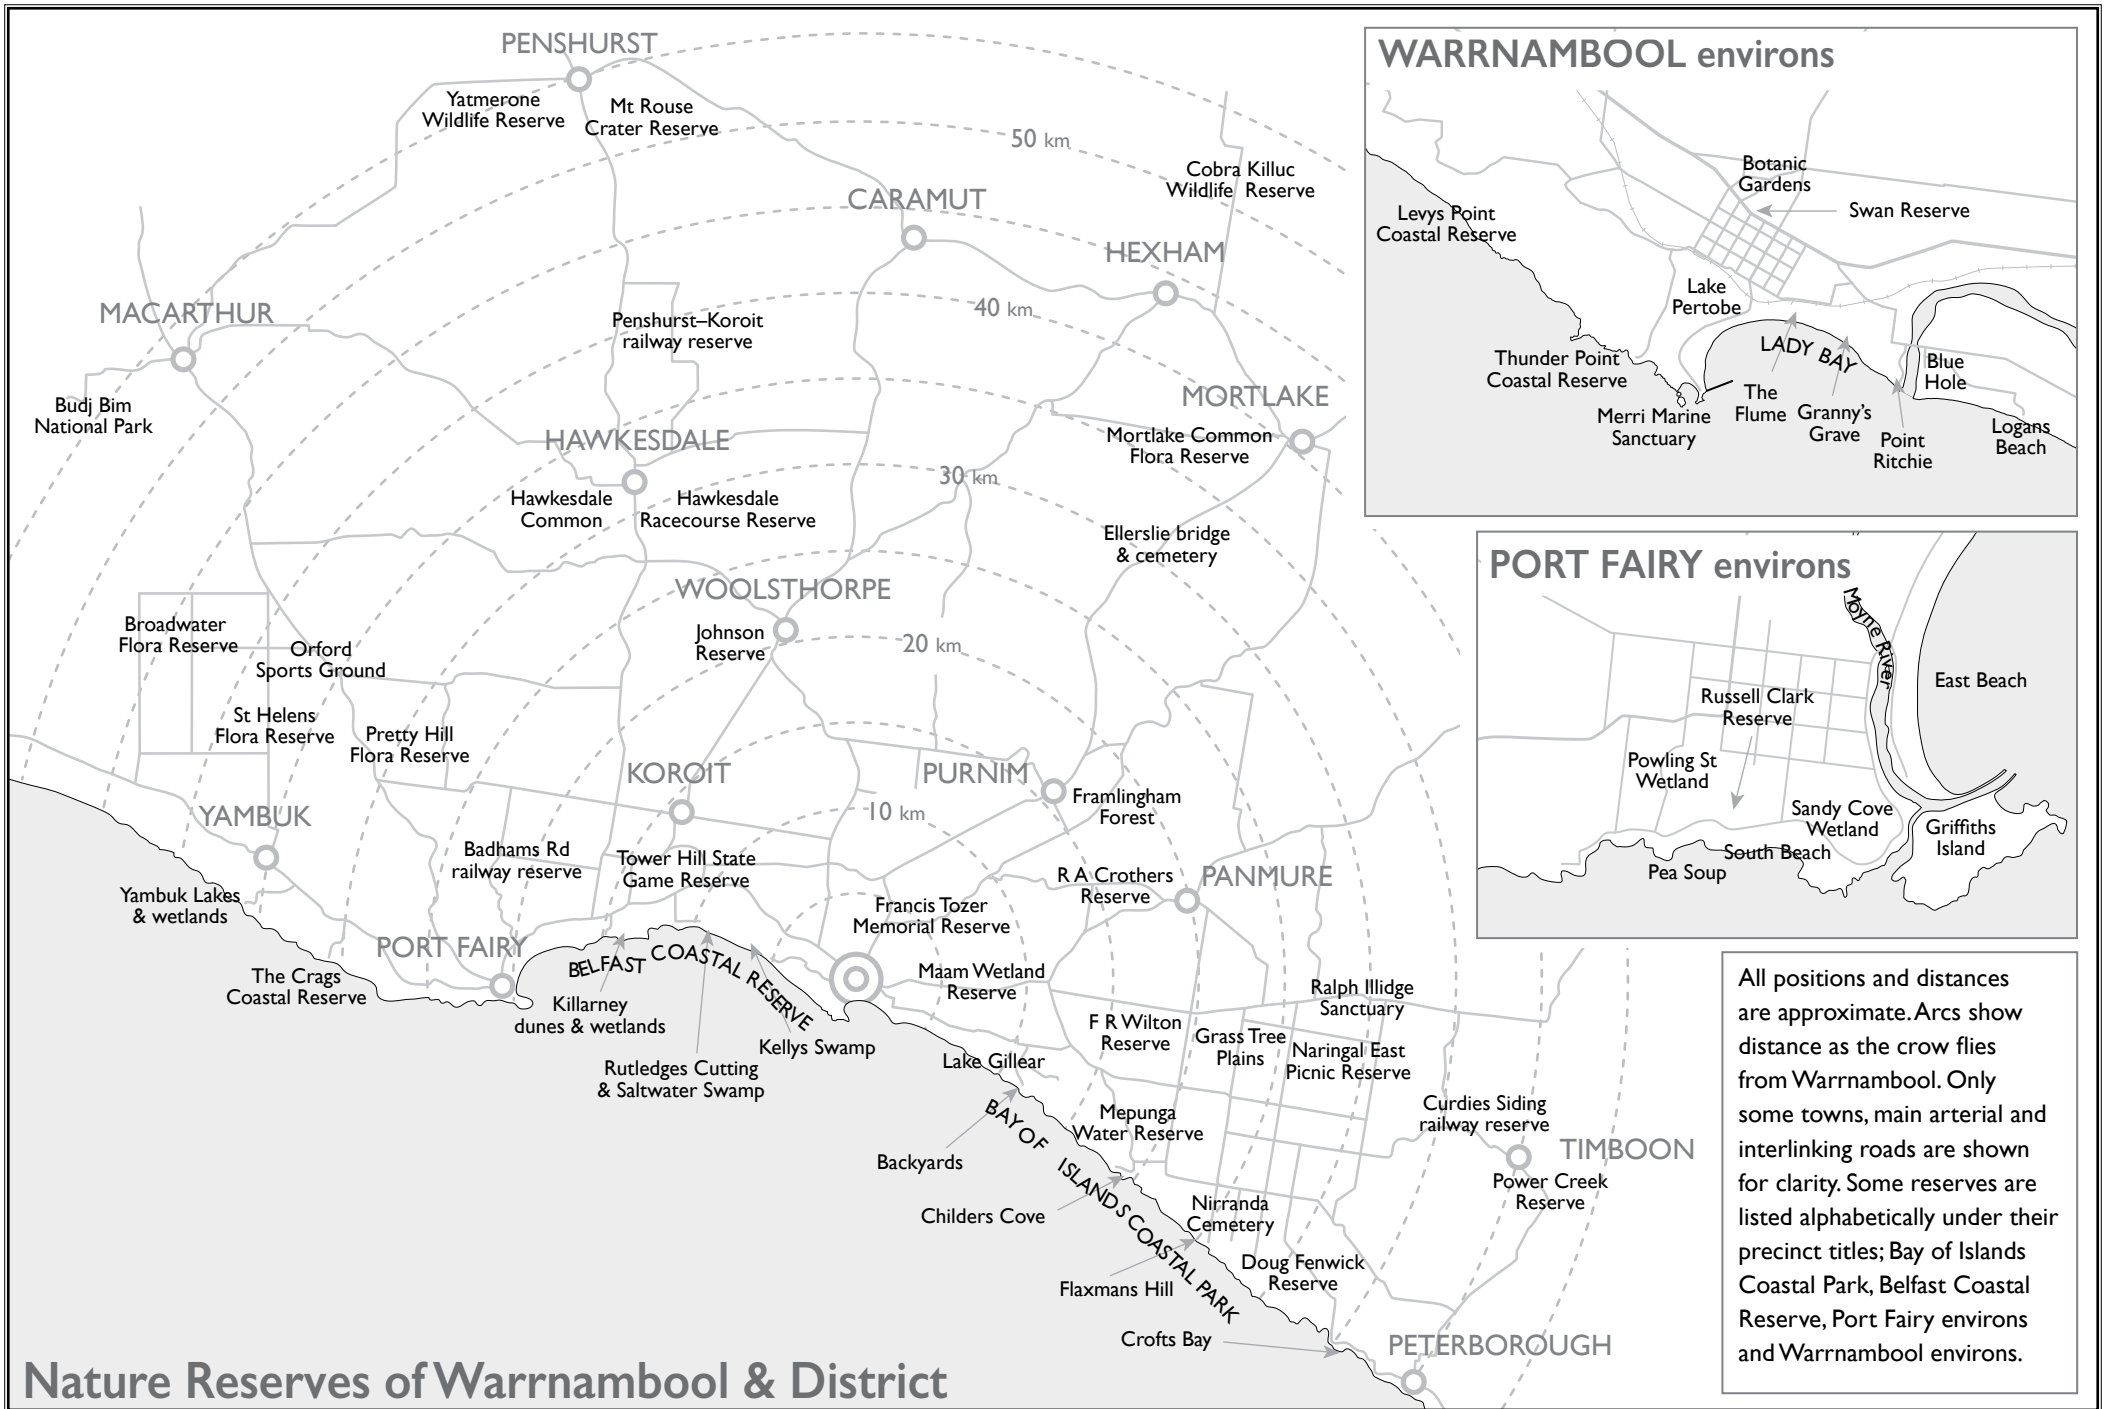 PENSHURST
Yatmerone
Wildlife Reserve
Mt Rouse
Crater Reserve
50 km
Cobra Killuc
Wildlife Reserve
CARAMUT
HEXHAM
MACARTHUR
40 km
Penshurst–Koroit
railway reserve
Budj Bim
National Park
MORTLAKE
HAWKESDALE
Mortlake Common
Flora Reserve
30 km
Hawkesdale
Common
Hawkesdale
Racecourse Reserve
Ellerslie bridge
& cemetery
WOOLSTHORPE
Johnson
Reserve
20 km
Broadwater
Flora Reserve
Orford
Sports Ground
St Helens
Flora Reserve
Pretty Hill
Flora Reserve
KOROIT
PURNIM
Framlingham
Forest
10 km
YAMBUK
Badhams Rd
railway reserve
Tower Hill State
Game Reserve
R A Crothers
Reserve
PANMURE
Yambuk Lakes
& wetlands
Francis Tozer
Memorial Reserve
PORT FAIRY
BELFAST COASTAL RESERVE
The Crags
Coastal Reserve
Maam Wetland
Reserve
Ralph Illidge
Sanctuary
Killarney
dunes & wetlands
Kellys Swamp
F R Wilton
Reserve
Grass Tree
Plains
Naringal East
Picnic Reserve
Rutledges Cutting
& Saltwater Swamp
Lake Gillear
BAY OF ISLANDS COASTAL PARK
Mepunga
Water Reserve
Curdies Siding
railway reserve
TIMBOON
Backyards
Power Creek
Reserve
Childers Cove
Nirranda
Cemetery
Flaxmans Hill
Doug Fenwick
Reserve
Crofts Bay
PETERBOROUGH
Nature Reserves of Warrnambool & District
WARRNAMBOOL environs
Botanic
Gardens
Swan Reserve
Levys Point
Coastal Reserve
Lake
Pertobe
LADY BAY
Thunder Point
Coastal Reserve
Blue
Hole
The
Flume
Merri Marine
Sanctuary
Granny's
Grave
Point
Ritchie
Logans
Beach
PORT FAIRY environs
Moyne River
East Beach
Russell Clark
Reserve
Powling St
Wetland
Sandy Cove
Wetland
Griffiths
Island
South Beach
Pea Soup
All positions and distances
are approximate. Arcs show
distance as the crow flies
from Warrnambool. Only
some towns, main arterial and
interlinking roads are shown
for clarity. Some reserves are
listed alphabetically under their
precinct titles; Bay of Islands
Coastal Park, Belfast Coastal
Reserve, Port Fairy environs
and Warrnambool environs.